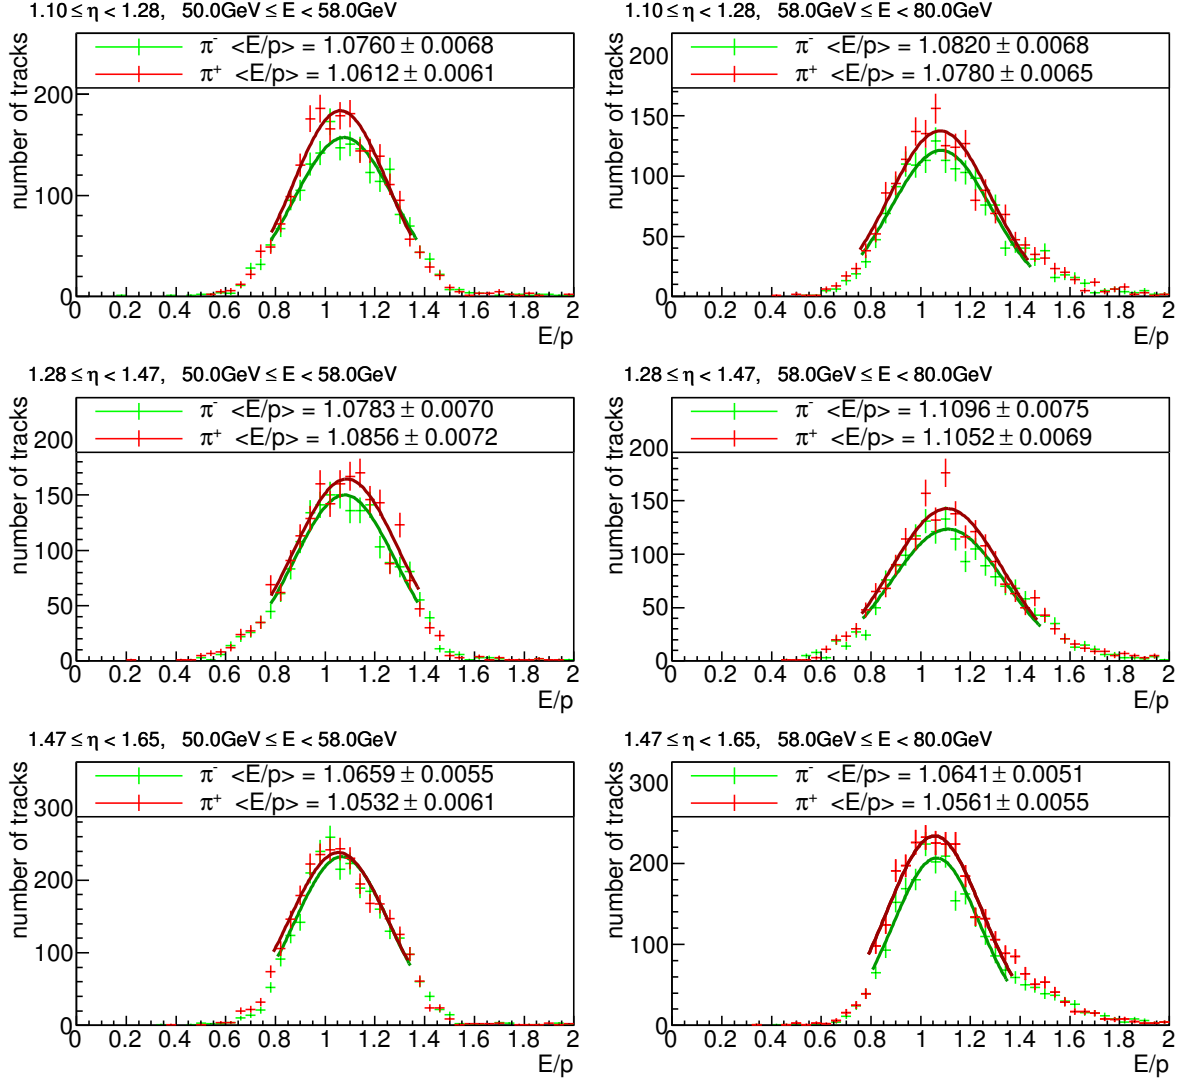 1.10 ≤ η < 1.28, 50.0GeV ≤ E < 58.0GeV
number of tracks
π⁻ <E/p> = 1.0760 ± 0.0068
π⁺ <E/p> = 1.0612 ± 0.0061
200
100
0
0 0.2 0.4 0.6 0.8 1 1.2 1.4 1.6 1.8 2
E/p
1.10 ≤ η < 1.28, 58.0GeV ≤ E < 80.0GeV
number of tracks
π⁻ <E/p> = 1.0820 ± 0.0068
π⁺ <E/p> = 1.0780 ± 0.0065
200
150
100
50
0
0 0.2 0.4 0.6 0.8 1 1.2 1.4 1.6 1.8 2
E/p
1.28 ≤ η < 1.47, 50.0GeV ≤ E < 58.0GeV
number of tracks
π⁻ <E/p> = 1.0783 ± 0.0070
π⁺ <E/p> = 1.0856 ± 0.0072
200
150
100
50
0
0 0.2 0.4 0.6 0.8 1 1.2 1.4 1.6 1.8 2
E/p
1.28 ≤ η < 1.47, 58.0GeV ≤ E < 80.0GeV
number of tracks
π⁻ <E/p> = 1.1096 ± 0.0075
π⁺ <E/p> = 1.1052 ± 0.0069
200
150
100
50
0
0 0.2 0.4 0.6 0.8 1 1.2 1.4 1.6 1.8 2
E/p
1.47 ≤ η < 1.65, 50.0GeV ≤ E < 58.0GeV
number of tracks
π⁻ <E/p> = 1.0659 ± 0.0055
π⁺ <E/p> = 1.0532 ± 0.0061
300
200
100
0
0 0.2 0.4 0.6 0.8 1 1.2 1.4 1.6 1.8 2
E/p
1.47 ≤ η < 1.65, 58.0GeV ≤ E < 80.0GeV
number of tracks
π⁻ <E/p> = 1.0641 ± 0.0051
π⁺ <E/p> = 1.0561 ± 0.0055
300
200
100
0
0 0.2 0.4 0.6 0.8 1 1.2 1.4 1.6 1.8 2
E/p